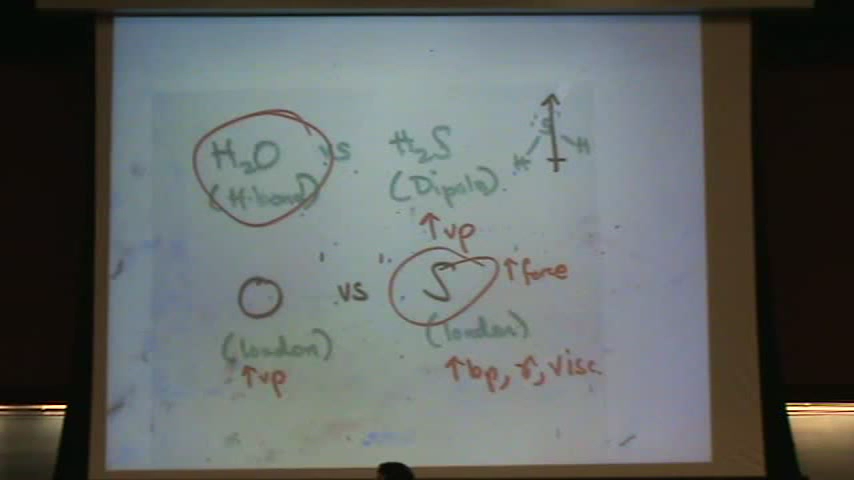 H₂O vs H₂S
(H-bond) (Dipole).
S
H H
↑vp
O vs S ↑force
(london) (london)
↑vp ↑bp, γ, visc.